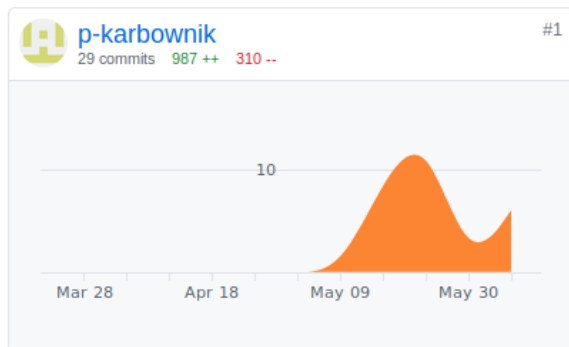 p-karbownik
#1
29 commits 987 ++ 310 --
10
Mar 28 Apr 18 May 09 May 30